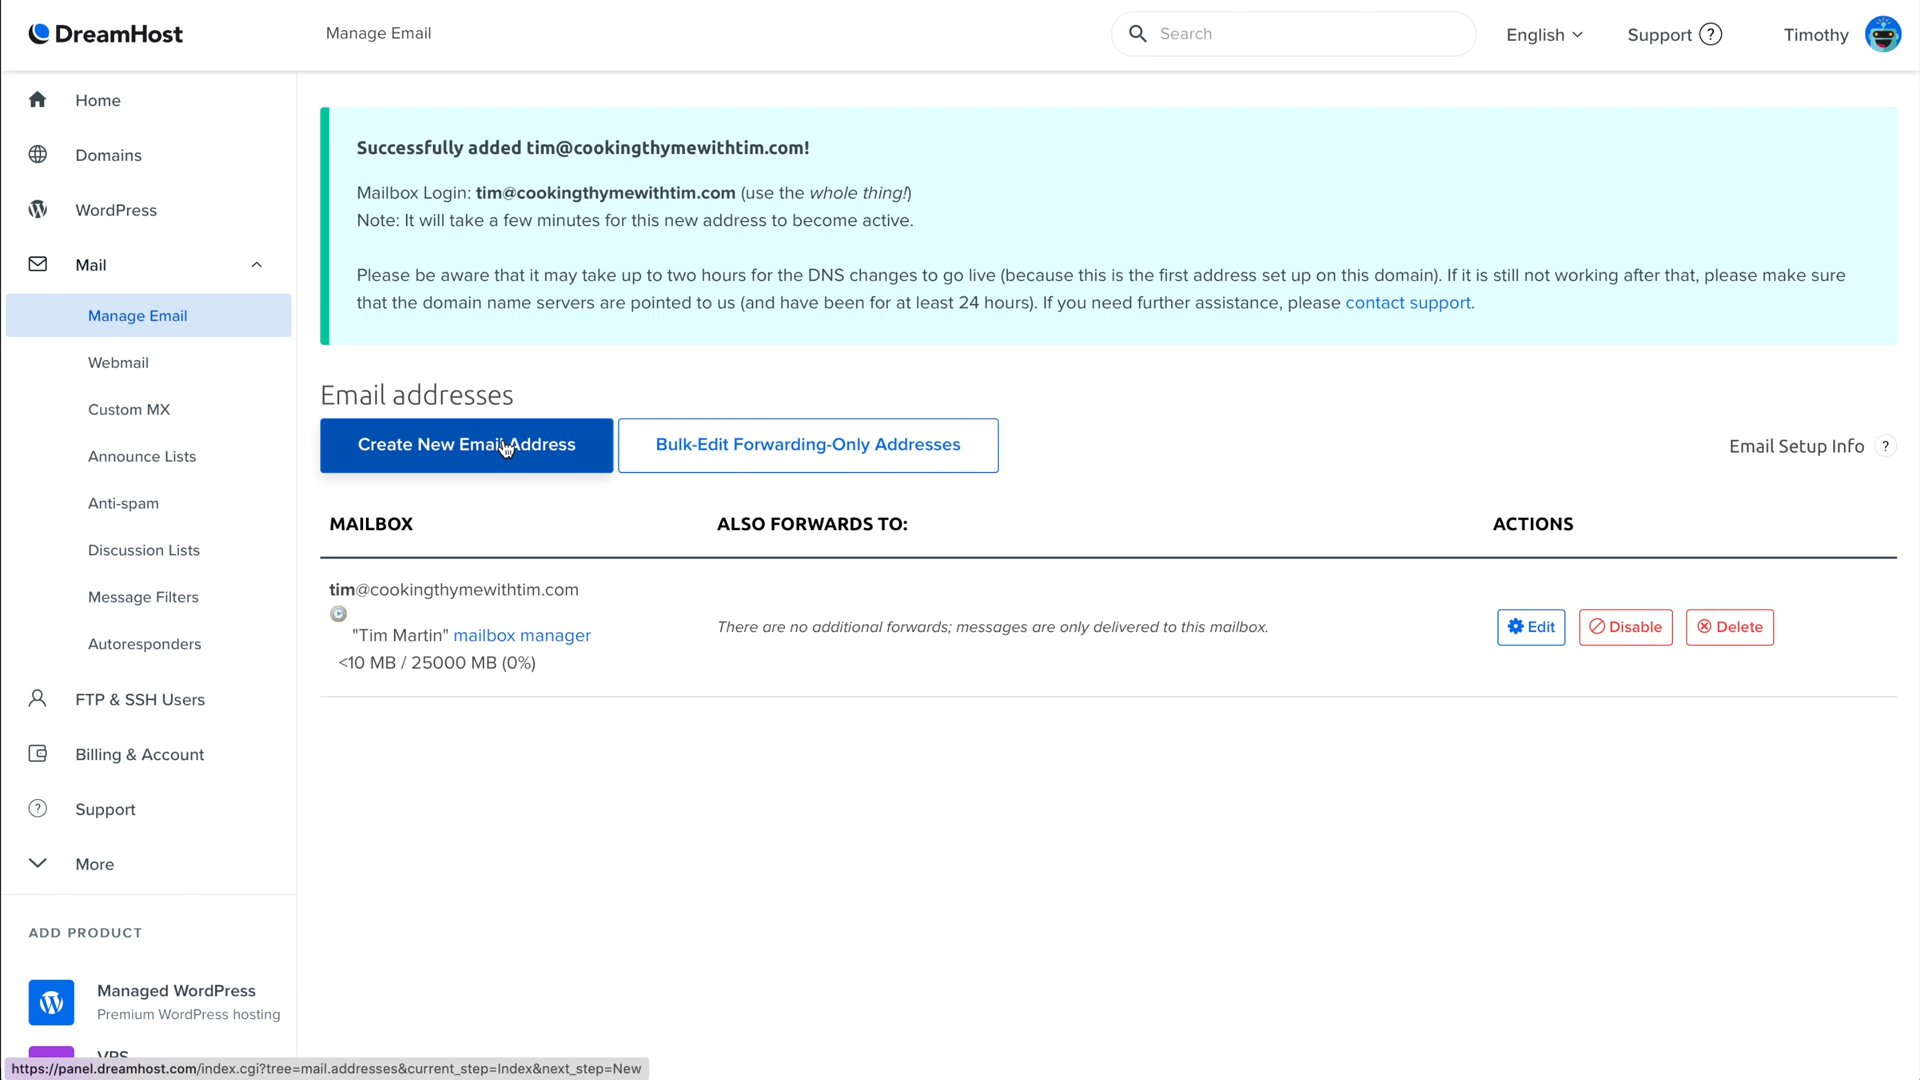 DreamHost
Manage Email
Search
English
Support ?
Timothy
Home
Domains
WordPress
Mail
Manage Email
Webmail
Custom MX
Announce Lists
Anti-spam
Discussion Lists
Message Filters
Autoresponders
FTP & SSH Users
Billing & Account
? Support
More
ADD PRODUCT
Managed WordPress
Premium WordPress hosting
VPS
Successfully added tim@cookingthymewithtim.com!
Mailbox Login: tim@cookingthymewithtim.com (use the whole thing!)
Note: It will take a few minutes for this new address to become active.
Please be aware that it may take up to two hours for the DNS changes to go live (because this is the first address set up on this domain). If it is still not working after that, please make sure
that the domain name servers are pointed to us (and have been for at least 24 hours). If you need further assistance, please contact support.
Email addresses
Create New Email Address
Bulk-Edit Forwarding-Only Addresses
Email Setup Info ?
MAILBOX
ALSO FORWARDS TO:
ACTIONS
tim@cookingthymewithtim.com
"Tim Martin" mailbox manager
<10 MB / 25000 MB (0%)
There are no additional forwards; messages are only delivered to this mailbox.
Edit
Disable
Delete
https://panel.dreamhost.com/index.cgi?tree=mail.addresses&current_step=Index&next_step=New